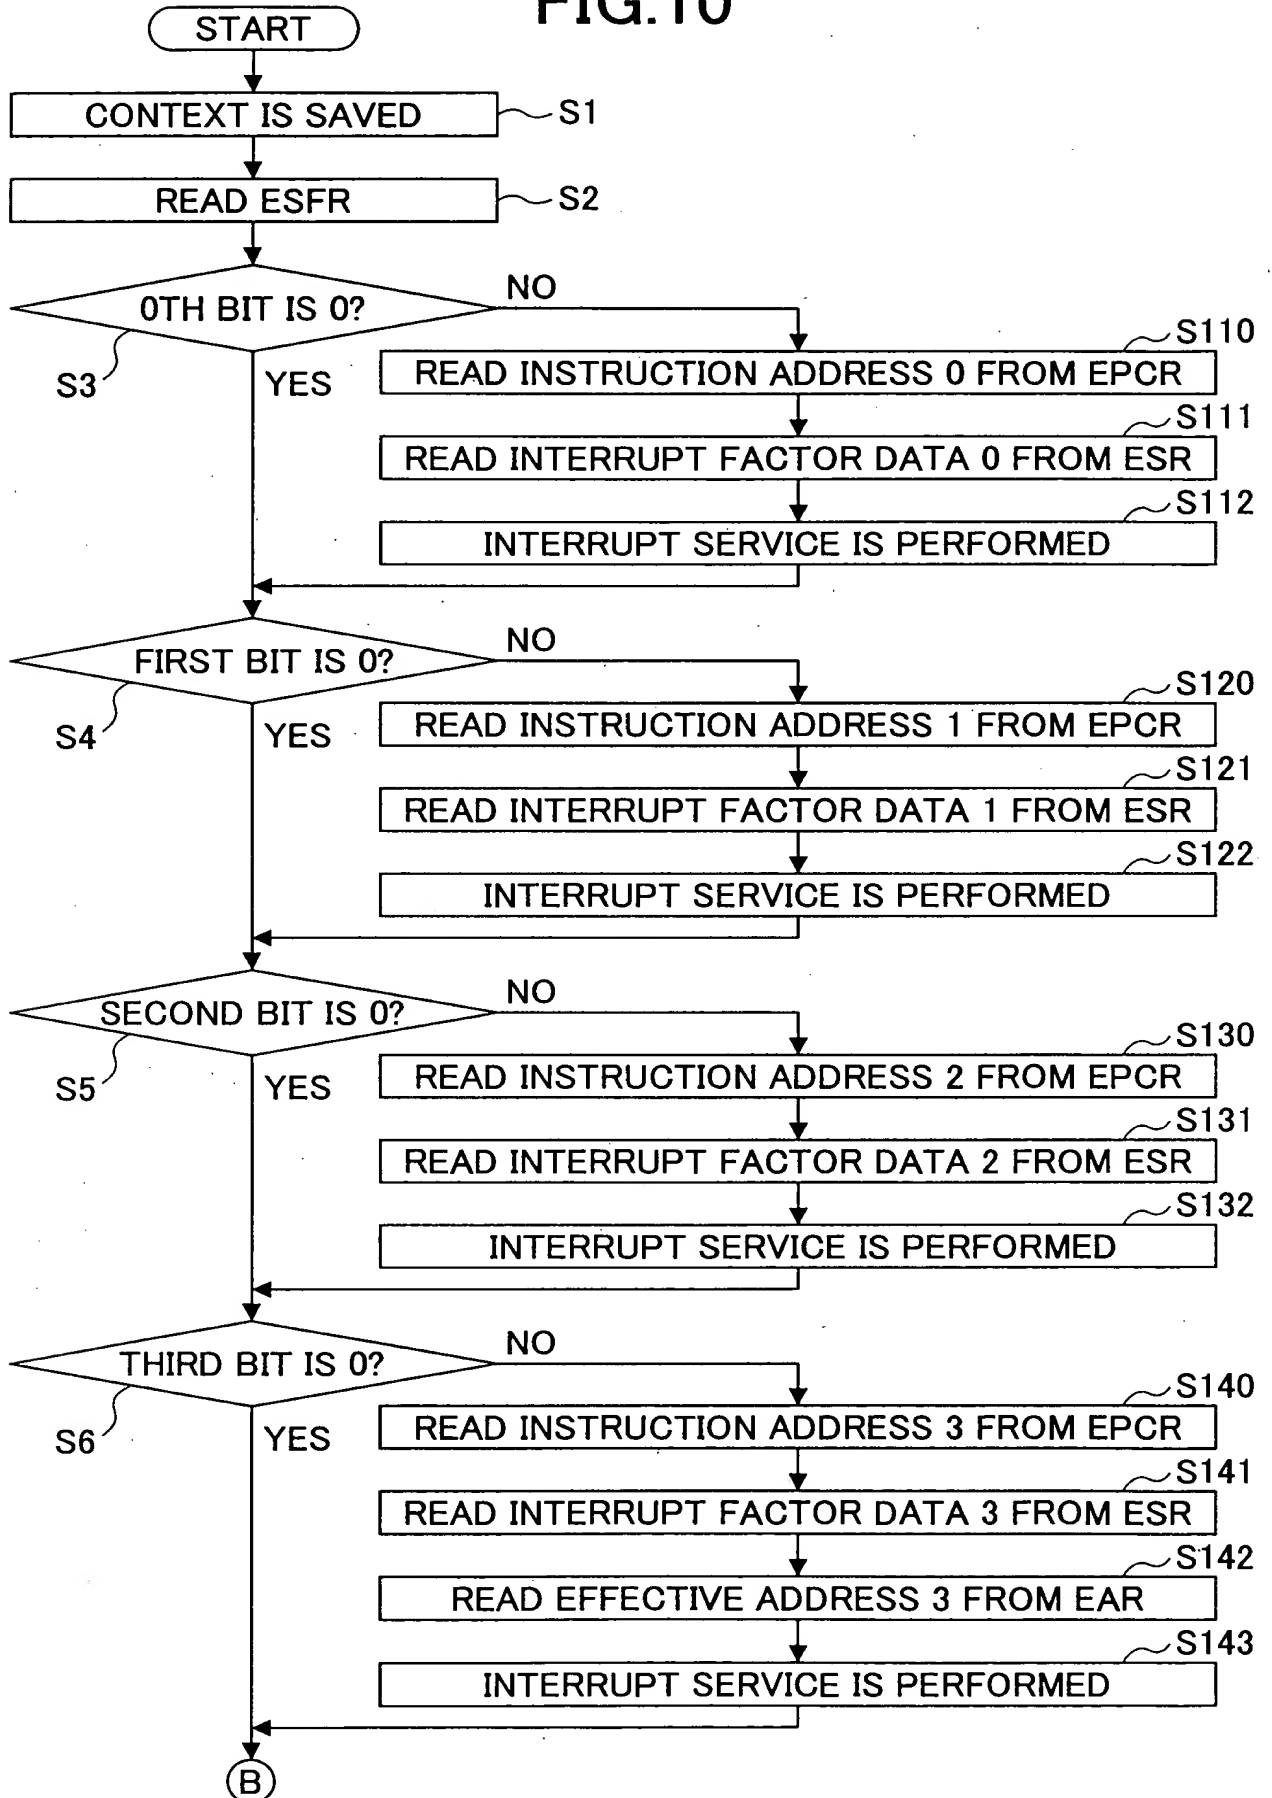 FIG.10
START
CONTEXT IS SAVED
S1
READ ESFR
S2
0TH BIT IS 0?
NO
S3
YES
S110
READ INSTRUCTION ADDRESS 0 FROM EPCR
S111
READ INTERRUPT FACTOR DATA 0 FROM ESR
S112
INTERRUPT SERVICE IS PERFORMED
FIRST BIT IS 0?
NO
S4
YES
S120
READ INSTRUCTION ADDRESS 1 FROM EPCR
S121
READ INTERRUPT FACTOR DATA 1 FROM ESR
S122
INTERRUPT SERVICE IS PERFORMED
SECOND BIT IS 0?
NO
S5
YES
S130
READ INSTRUCTION ADDRESS 2 FROM EPCR
S131
READ INTERRUPT FACTOR DATA 2 FROM ESR
S132
INTERRUPT SERVICE IS PERFORMED
THIRD BIT IS 0?
NO
S6
YES
S140
READ INSTRUCTION ADDRESS 3 FROM EPCR
S141
READ INTERRUPT FACTOR DATA 3 FROM ESR
S142
READ EFFECTIVE ADDRESS 3 FROM EAR
S143
INTERRUPT SERVICE IS PERFORMED
B